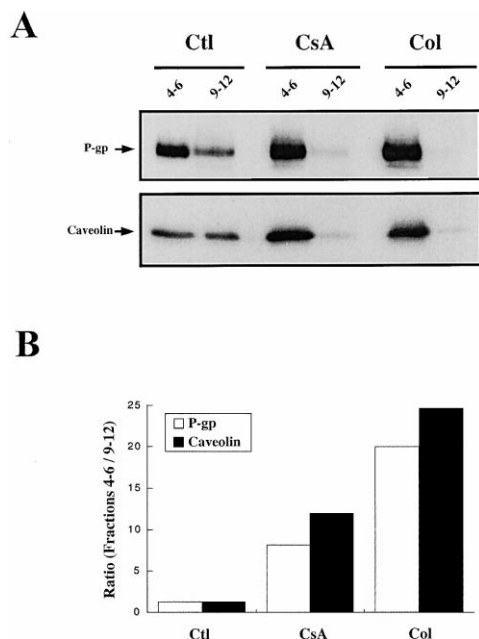 A
Ctl CsA Col
4-6 9-12 4-6 9-12 4-6 9-12
P-gp
Caveolin
B
Ratio (Fractions 4-6 / 9-12)
25
20
15
10
5
0
P-gp
Caveolin
Ctl CsA Col